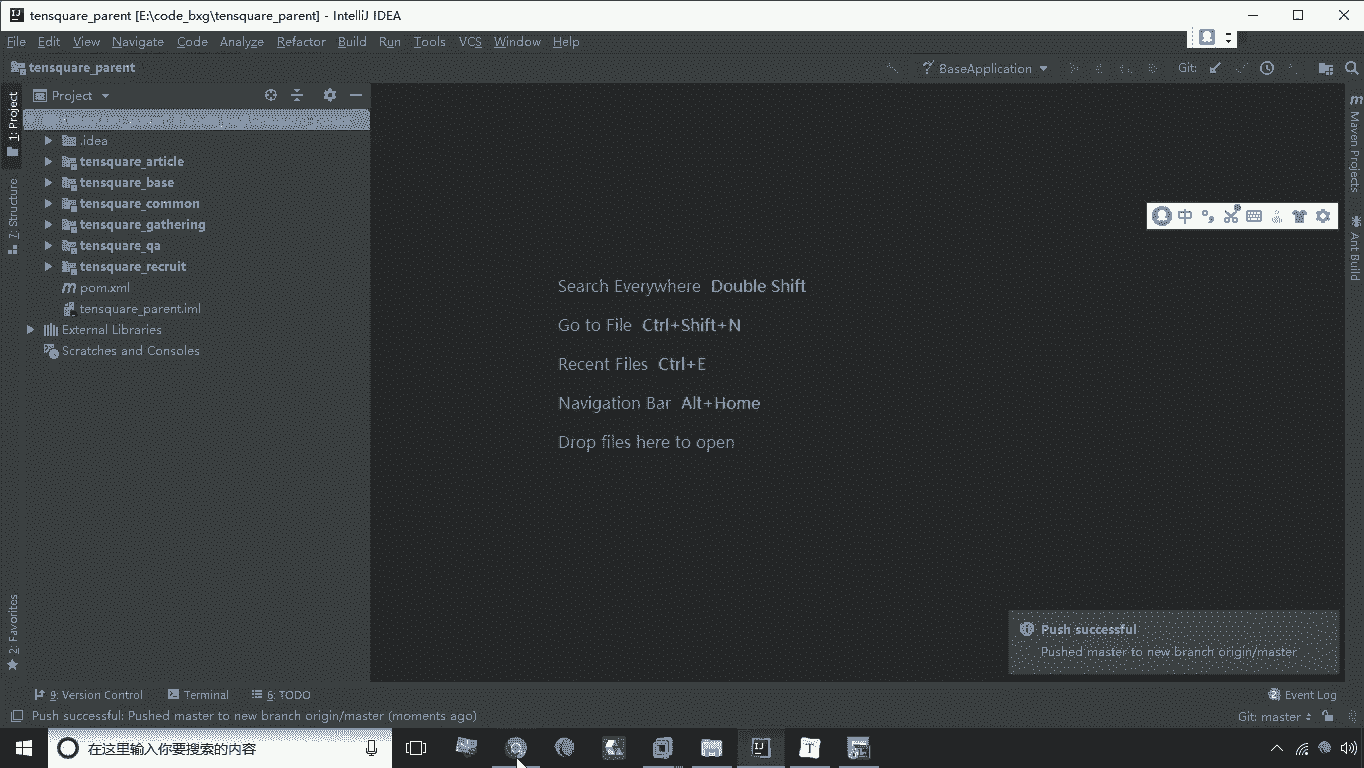 tensquare_parent [E:\code_bxg\tensquare_parent] - IntelliJ IDEA
File Edit View Navigate Code Analyze Refactor Build Run Tools VCS Window Help
tensquare_parent
BaseApplication
Git:
Project
1: Project
.idea
tensquare_article
tensquare_base
tensquare_common
tensquare_gathering
tensquare_qa
tensquare_recruit
pom.xml
tensquare_parent.iml
External Libraries
Scratches and Consoles
7: Structure
2: Favorites
Maven Projects
Ant Build
中
Search Everywhere Double Shift
Go to File Ctrl+Shift+N
Recent Files Ctrl+E
Navigation Bar Alt+Home
Drop files here to open
Push successful
Pushed master to new branch origin/master
9: Version Control Terminal 6: TODO
2 Event Log
Push successful: Pushed master to new branch origin/master (moments ago)
Git: master
在这里输入你要搜索的内容